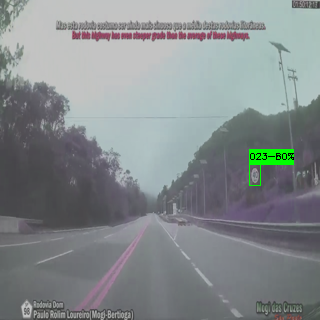 Mas esta rodovia costuma ser ainda mais sinuosa que a média destas rodovias litorâneas.
But this highway has even steeper grade than the average of those highways.
023-80%
Rodovia Dom
Paulo Rolim Loureiro(Mogi-Bertioga)
Mogi das Cruzes